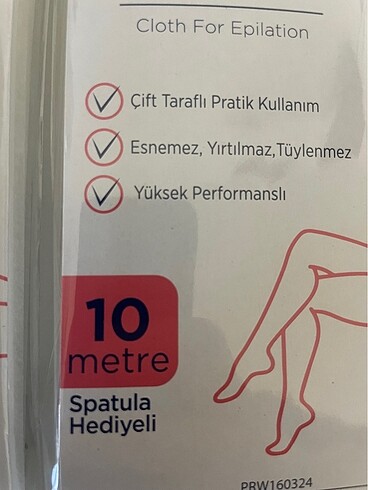 Cloth For Epilation
Çift Taraflı Pratik Kullanım
Esnemez, Yırtılmaz,Tüylenmez
Yüksek Performanslı
10
metre
Spatula
Hediyeli
PRW160324